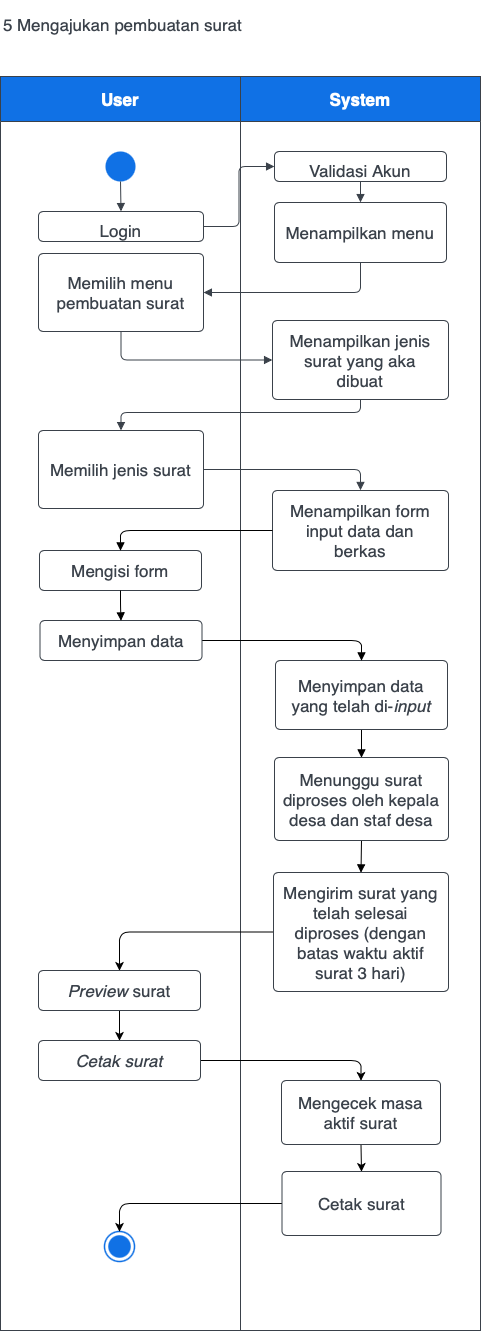 5 Mengajukan pembuatan surat
User
System
Validasi Akun
Login
Menampilkan menu
Memilih menu
pembuatan surat
Menampilkan jenis
surat yang aka
dibuat
Memilih jenis surat
Menampilkan form
input data dan
berkas
Mengisi form
Menyimpan data
Menyimpan data
yang telah di-input
Menunggu surat
diproses oleh kepala
desa dan staf desa
Mengirim surat yang
telah selesai
diproses (dengan
batas waktu aktif
surat 3 hari)
Preview surat
Cetak surat
Mengecek masa
aktif surat
Cetak surat